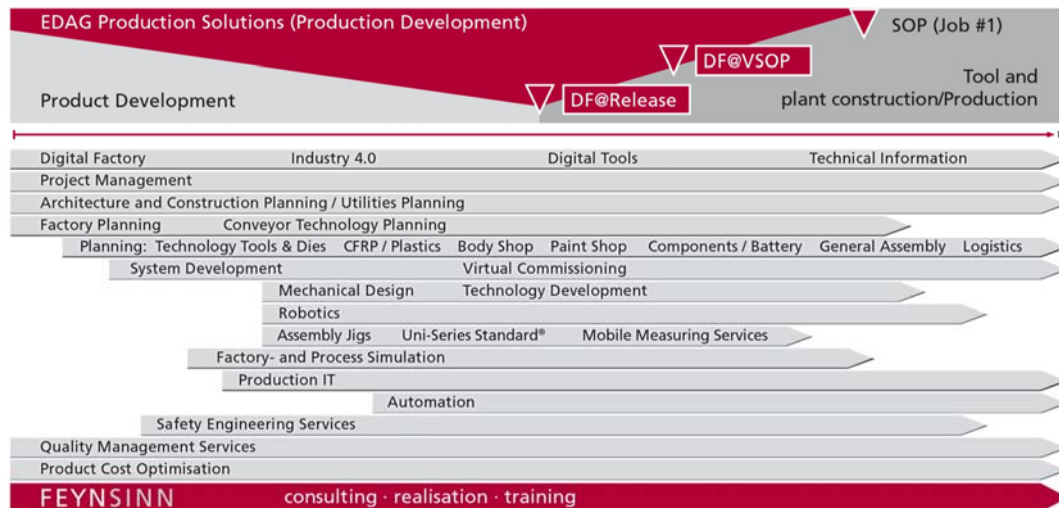 EDAG Production Solutions (Production Development)
SOP (Job #1)
DF@VSOP
Product Development
DF@Release
Tool and
plant construction/Production
Digital Factory Industry 4.0 Digital Tools Technical Information
Project Management
Architecture and Construction Planning / Utilities Planning
Factory Planning Conveyor Technology Planning
Planning: Technology Tools & Dies CFRP / Plastics Body Shop Paint Shop Components / Battery General Assembly Logistics
System Development Virtual Commissioning
Mechanical Design Technology Development
Robotics
Assembly Jigs Uni-Series Standard® Mobile Measuring Services
Factory- and Process Simulation
Production IT
Automation
Safety Engineering Services
Quality Management Services
Product Cost Optimisation
FEYNSINN consulting · realisation · training